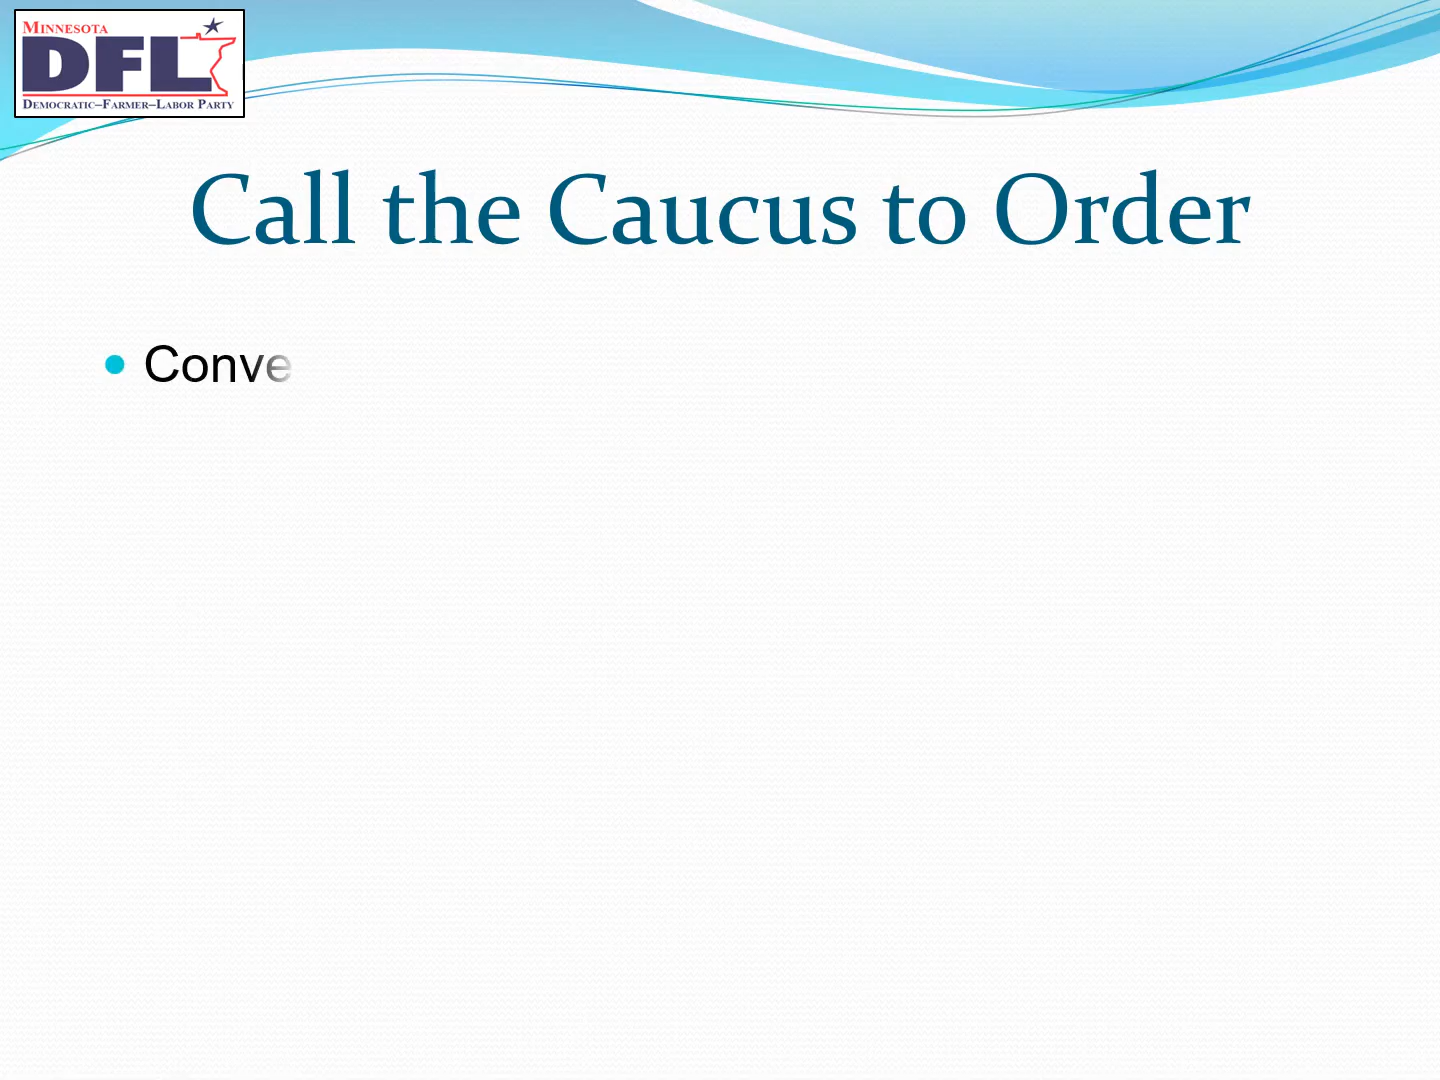 MINNESOTA
DFL
DEMOCRATIC–FARMER–LABOR PARTY
Call the Caucus to Order
• Conve